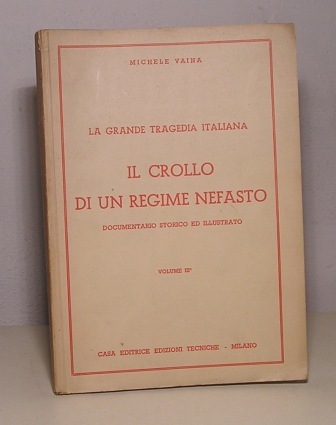 MICHELE VAINA
LA GRANDE TRAGEDIA ITALIANA
IL CROLLO
DI UN REGIME NEFASTO
DOCUMENTARIO STORICO ED ILLUSTRATO
VOLUME III°
CASA EDITRICE EDIZIONI TECNICHE - MILANO